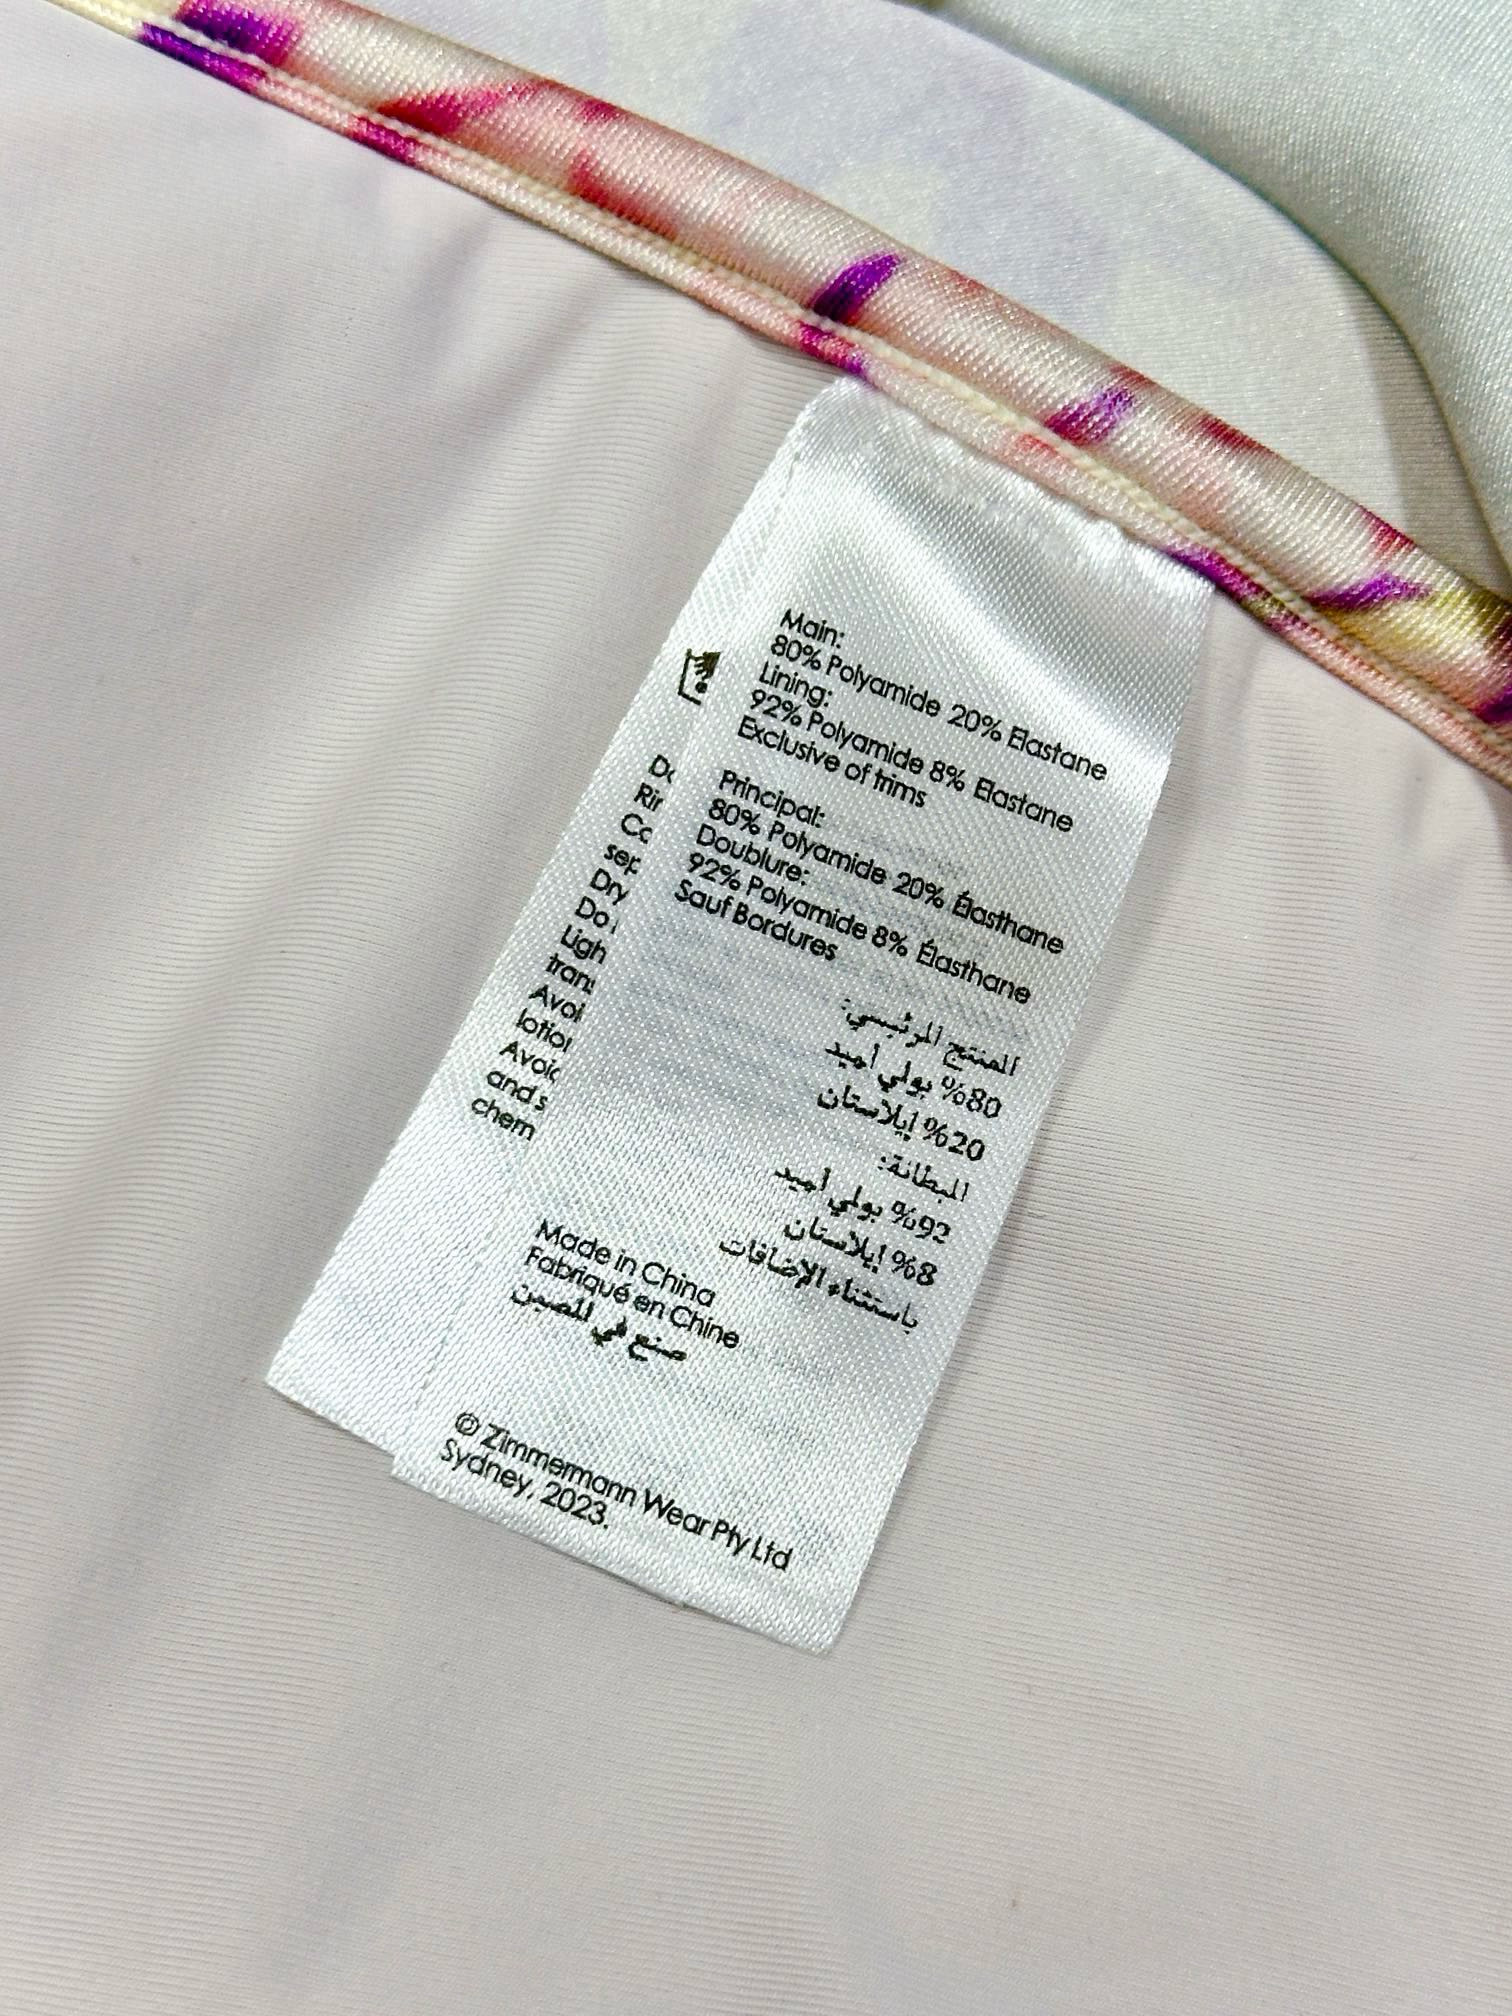 Main:
80% Polyamide 20% Elastane
Lining:
92% Polyamide 8% Elastane
Exclusive of trims
Principal:
80% Polyamide 20% Élasthane
Doublure:
92% Polyamide 8% Élasthane
Sauf Bordures
المنتج الرئيسي:
80% بولي أميد
20% إيلاستان
البطانة:
92% بولي أميد
8% إيلاستان
باستثناء الإضافات
Dry
Made in China
Fabriqué en Chine
صنع في الصين
© Zimmermann Wear Pty Ltd
Sydney, 2023.